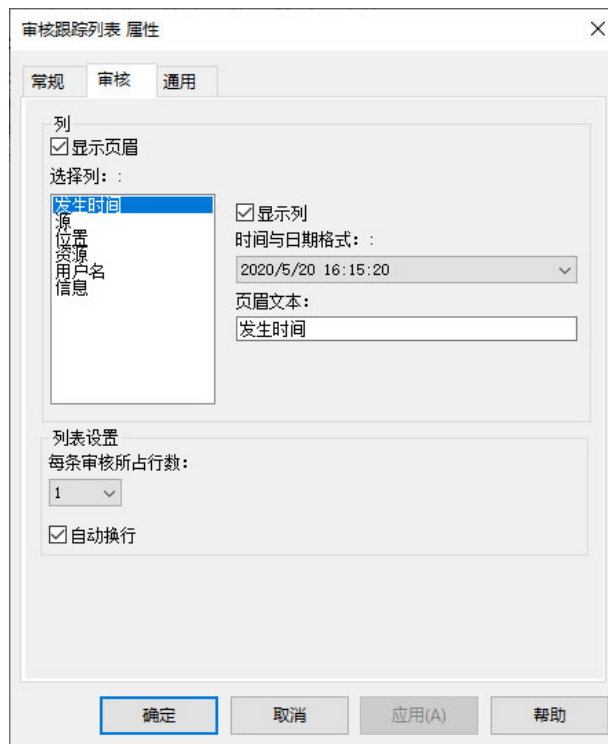 审核跟踪列表 属性
常规 审核 通用
列
显示页眉
选择列: :
发生时间
源
位置
资源
用户名
信息
显示列
时间与日期格式: :
2020/5/20 16:15:20
页眉文本:
发生时间
列表设置
每条审核所占行数:
1
自动换行
确定 取消 应用(A) 帮助